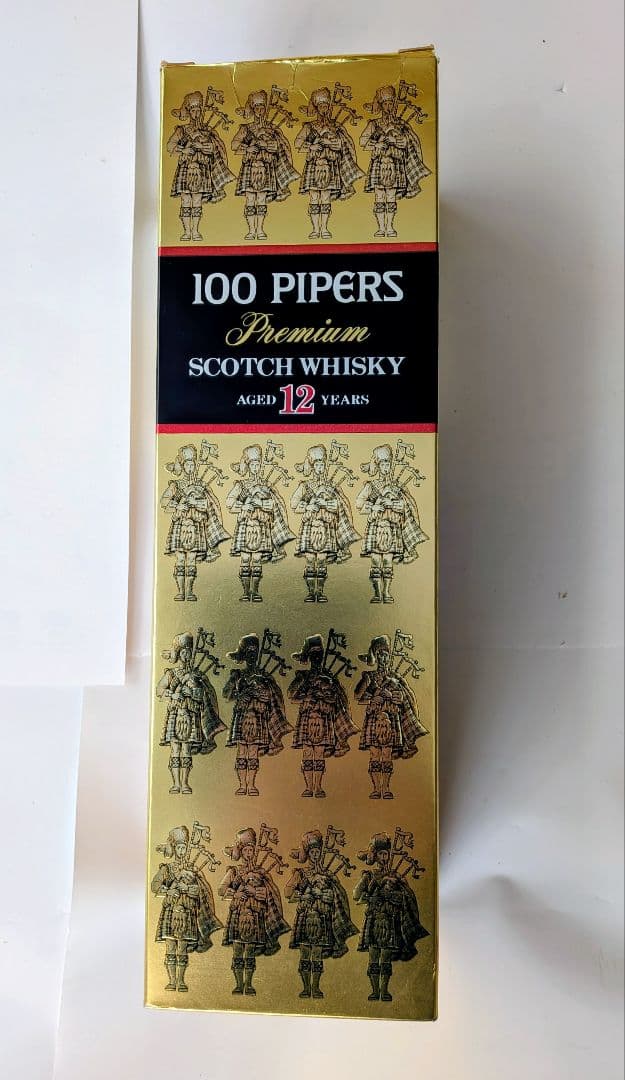 100 PIPERS
Premium
SCOTCH WHISKY
AGED 12 YEARS